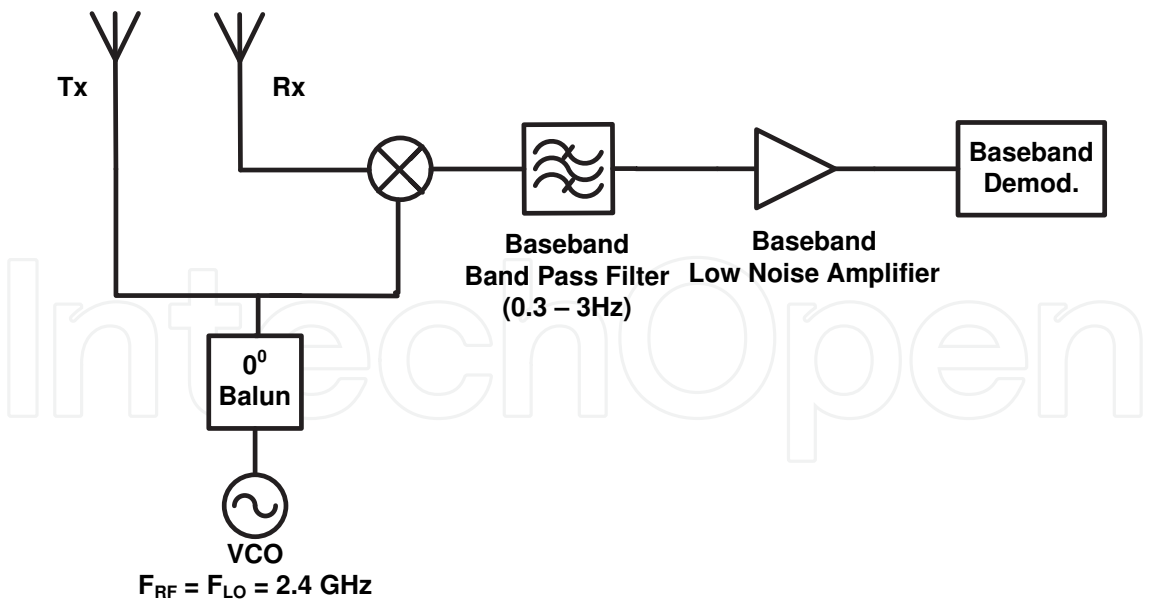 Tx
Rx
Baseband
Demod.
Baseband
Band Pass Filter
(0.3 – 3Hz)
Baseband
Low Noise Amplifier
0⁰
Balun
VCO
F_RF = F_LO = 2.4 GHz
IntechOpen